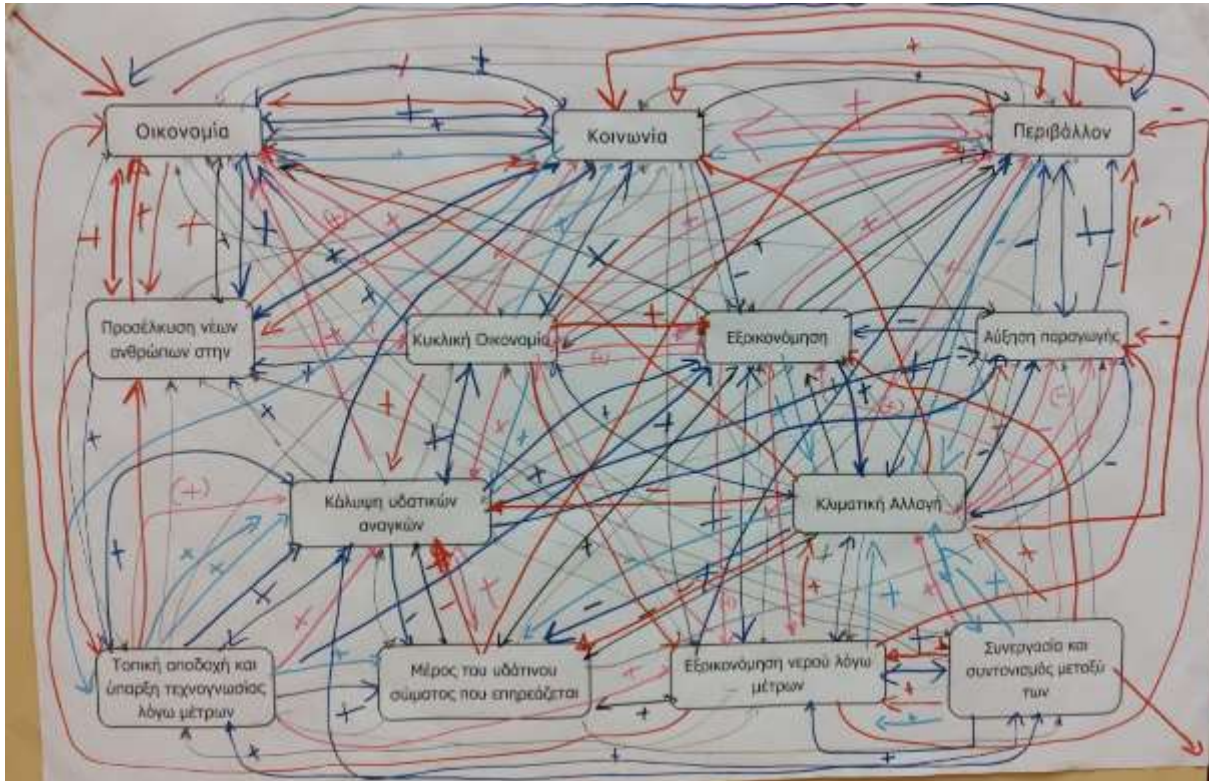 Οικονομία
Κοινωνία
Περιβάλλον
Προσέλκυση νέων
ανθρώπων στην
Κυκλική Οικονομία
Εξοικονόμηση
Αύξηση παραγωγής
Κάλυψη υδατικών
αναγκών
Κλιματική Αλλαγή
Τοπική αποδοχή και
ύπαρξη τεχνογνωσίας
λόγω μέτρων
Μέρος του υδάτινου
σώματος που επηρεάζεται
Εξοικονόμηση νερού λόγω
μέτρων
Συνεργασία και
συντονισμός μεταξύ
των